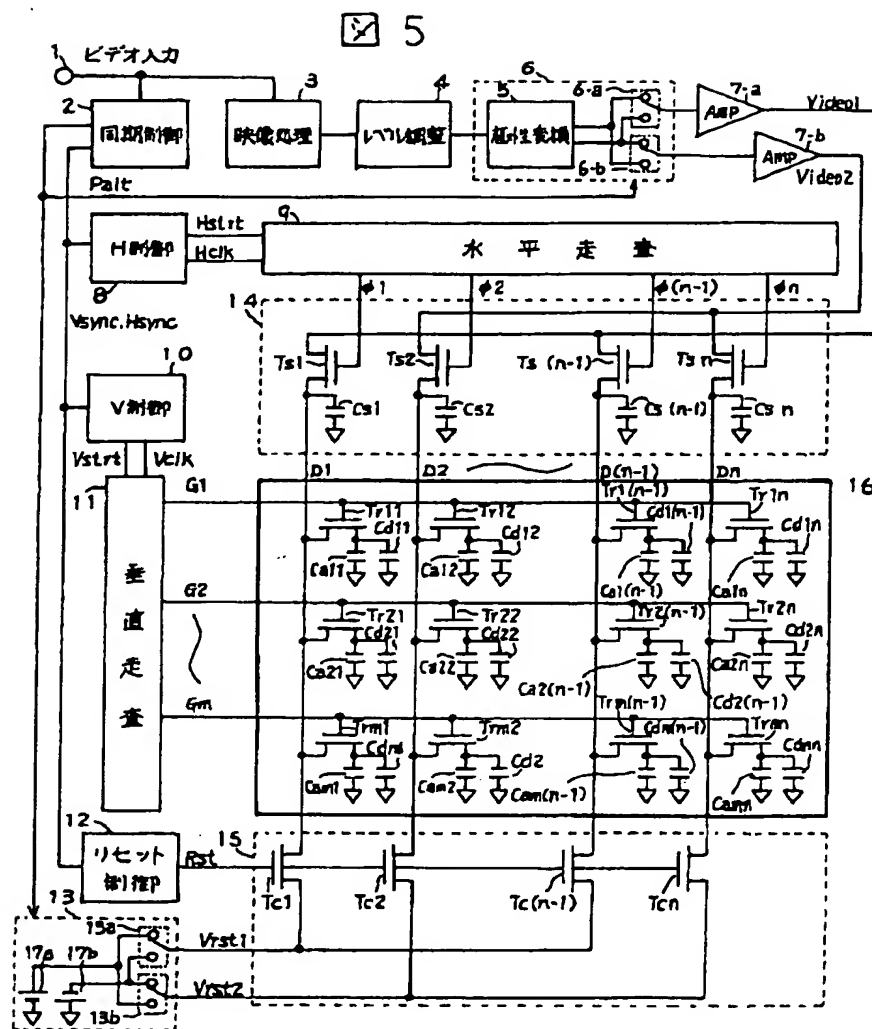 図 5
1 ビデオ入力
2 同期制御
3 映像処理
4 レベル調整
6
5 極性変換
6-a
6-b
7-a AMP Video1
7-b AMP Video2
Palt
8 H制御
Hstrt
Hclk
9 水平走査
φ1 φ2 φ(n-1) φn
Vsync.Hsync
14
Ts1 Ts2 Ts(n-1) Tsn
Cs1 Cs2 Cs(n-1) Csn
10 V制御
Vstrt Vclk
D1 D2 D(n-1) Dn
16
11 垂直走査
G1
Tr11 Tr12 Tr1(n-1) Tr1n
Cd11 Cd12 Cd1(n-1) Cd1n
Ca11 Ca12 Ca1(n-1) Ca1n
G2
Tr21 Tr22 Tr2(n-1) Tr2n
Cd21 Cd22 Cd2n
Ca21 Ca22 Ca2n
Ca2(n-1) Cd2(n-1)
Gm
Trm1 Trm2 Trm(n-1) Trmn
Cdm1 Cd2 Cdm(n-1) Cdmn
Cam1 Cam2 Cam(n-1) Camn
12 リセット制御
Rst
15
Tc1 Tc2 Tc(n-1) Tcn
13
13a
17a 17b
Vrst1
Vrst2
13b